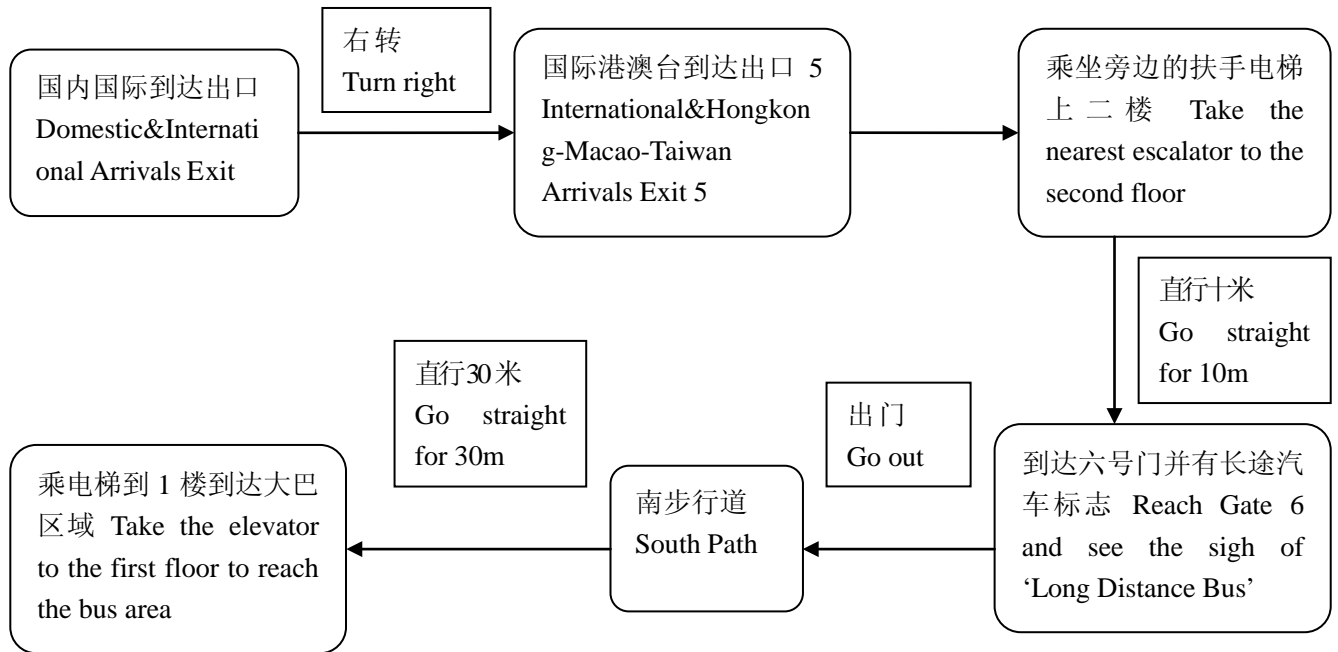 国内国际到达出口
Domestic&Internati
onal Arrivals Exit
右转
Turn right
国际港澳台到达出口 5
International&Hongkon
g-Macao-Taiwan
Arrivals Exit 5
乘坐旁边的扶手电梯
上二楼 Take the
nearest escalator to the
second floor
直行十米
Go straight
for 10m
到达六号门并有长途汽
车标志 Reach Gate 6
and see the sigh of
‘Long Distance Bus’
出门
Go out
南步行道
South Path
直行30米
Go straight
for 30m
乘电梯到 1 楼到达大巴
区域 Take the elevator
to the first floor to reach
the bus area